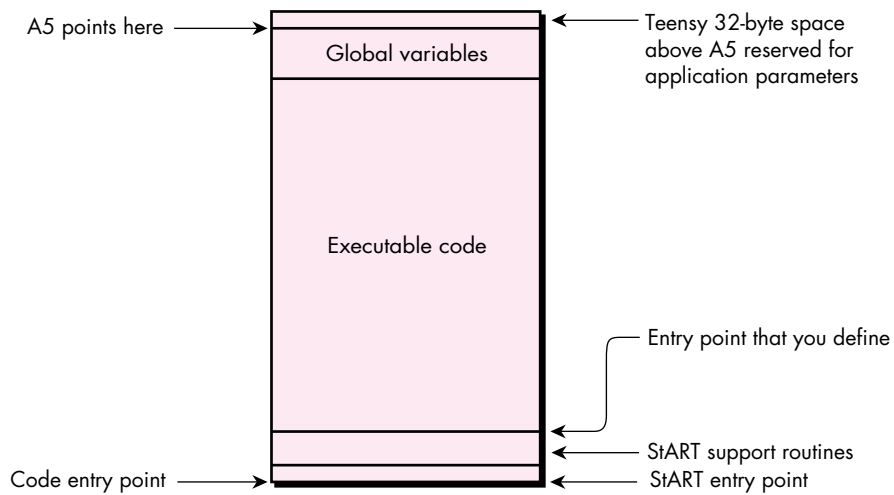 A5 points here
Teensy 32-byte space
above A5 reserved for
application parameters
Global variables
Executable code
Entry point that you define
StART support routines
Code entry point
StART entry point